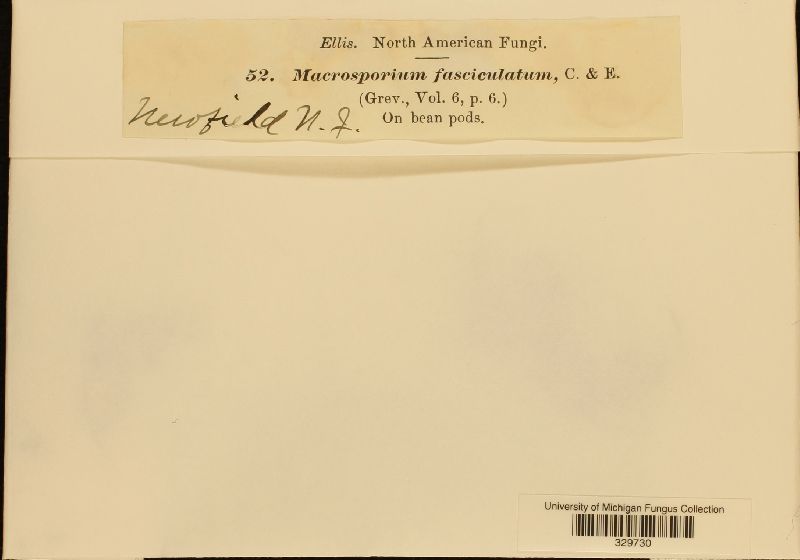 Ellis. North American Fungi.
52. Macrosporium fasciculatum, C. & E.
(Grev., Vol. 6, p. 6.)
Newfield N. J.
On bean pods.
University of Michigan Fungus Collection
329730